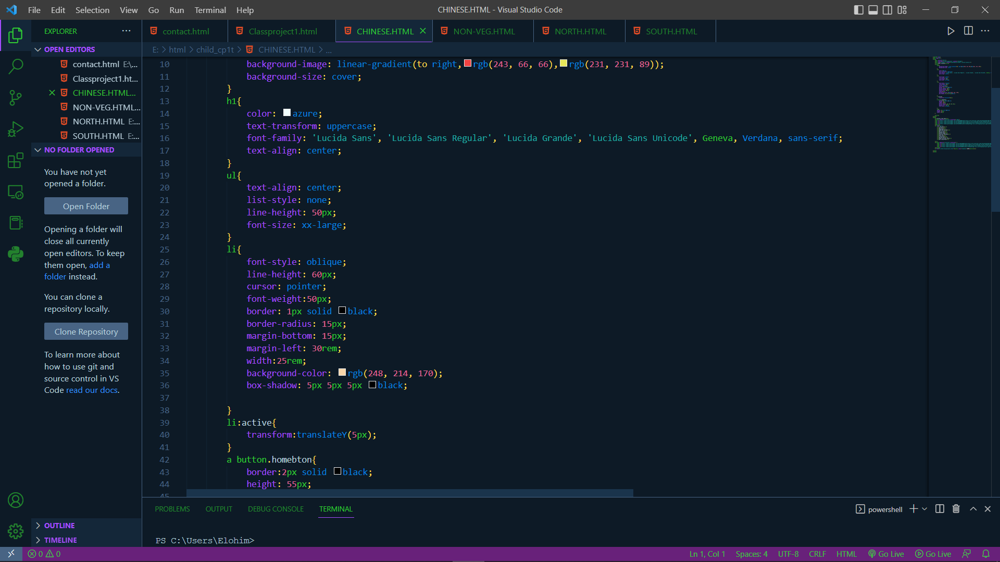 File Edit Selection View Go Run Terminal Help
CHINESE.HTML - Visual Studio Code
EXPLORER
contact.html
Classproject1.html
CHINESE.HTML
NON-VEG.HTML
NORTH.HTML
SOUTH.HTML
OPEN EDITORS
contact.html E:\...
Classproject1.ht...
CHINESE.HTML...
NON-VEG.HTML...
NORTH.HTML E:...
SOUTH.HTML E:...
NO FOLDER OPENED
You have not yet
opened a folder.
Open Folder
Opening a folder will
close all currently
open editors. To keep
them open, add a
folder instead.
You can clone a
repository locally.
Clone Repository
To learn more about
how to use git and
source control in VS
Code read our docs.
OUTLINE
TIMELINE
E: > html > child_cp1t > CHINESE.HTML > ...
10 background-image: linear-gradient(to right,rgb(243, 66, 66),rgb(231, 231, 89));
11 background-size: cover;
12 }
13 h1{
14 color: azure;
15 text-transform: uppercase;
16 font-family: 'Lucida Sans', 'Lucida Sans Regular', 'Lucida Grande', 'Lucida Sans Unicode', Geneva, Verdana, sans-serif;
17 text-align: center;
18 }
19 ul{
20 text-align: center;
21 list-style: none;
22 line-height: 50px;
23 font-size: xx-large;
24 }
25 li{
26 font-style: oblique;
27 line-height: 60px;
28 cursor: pointer;
29 font-weight:50px;
30 border: 1px solid black;
31 border-radius: 15px;
32 margin-bottom: 15px;
33 margin-left: 30rem;
34 width:25rem;
35 background-color: rgb(248, 214, 170);
36 box-shadow: 5px 5px 5px black;
37
38 }
39 li:active{
40 transform:translateY(5px);
41 }
42 a button.homebton{
43 border:2px solid black;
44 height: 55px;
45
PROBLEMS OUTPUT DEBUG CONSOLE TERMINAL
powershell
PS C:\Users\Elohim>
0 0
Ln 1, Col 1 Spaces: 4 UTF-8 CRLF HTML Go Live Go Live